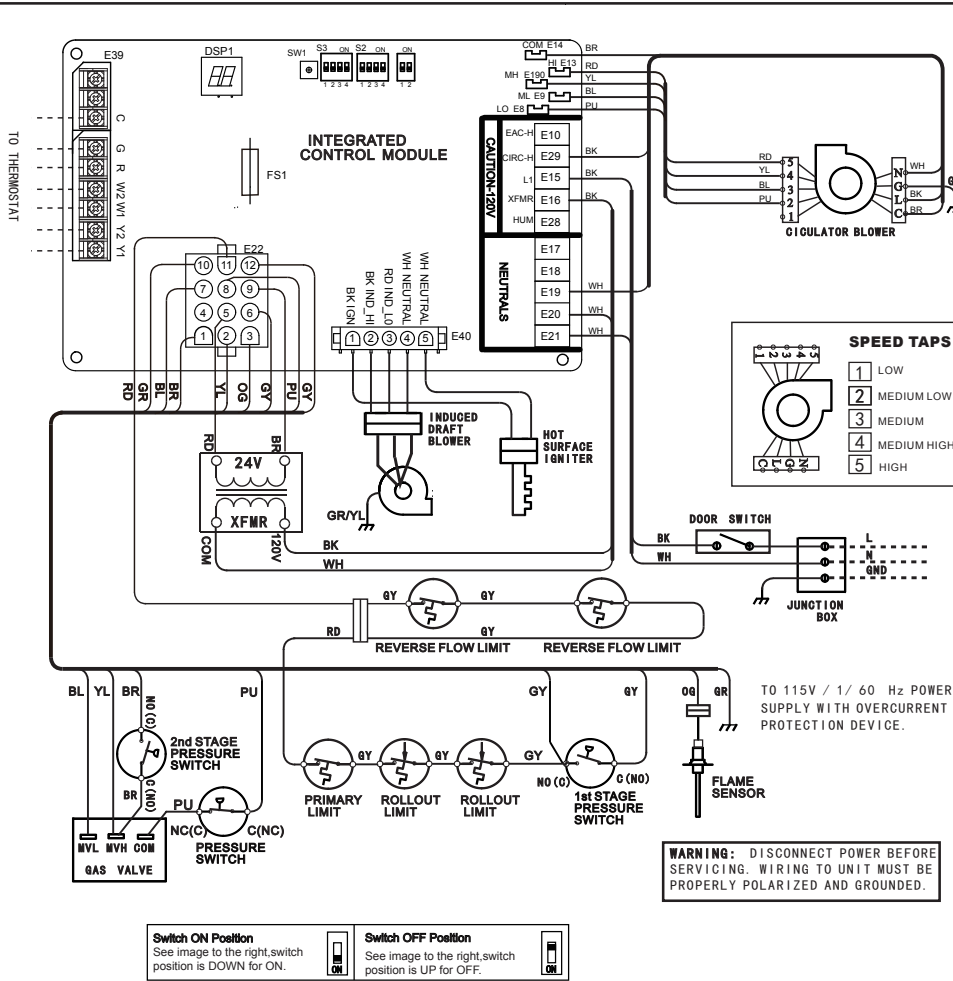 E39
DSP1
SW1
S3
ON
S2
ON
ON
1 2 3 4
1 2 3 4
1 2
COM E14
BR
HI E13
RD
MH E190
YL
ML E9
BL
LO E8
PU
TO THERMOSTAT
C
G
R
W2
W1
Y2
Y1
INTEGRATED
CONTROL MODULE
FS1
CAUTION-120V
EAC-H
E10
CIRC-H
E29
BK
L1
E15
BK
XFMR
E16
BK
HUM
E28
NEUTRALS
E17
E18
E19
WH
E20
WH
E21
WH
E22
10 11 12
7 8 9
4 5 6
1 2 3
BK IGN
BK IND_HI
RD IND_LO
WH NEUTRAL
WH NEUTRAL
1 2 3 4 5
E40
RD
YL
BL
PU
5
4
3
2
1
N
G
L
C
WH
G
BK
BR
CICULATOR BLOWER
SPEED TAPS
1 2 3 4 5
1 LOW
2 MEDIUM LOW
3 MEDIUM
4 MEDIUM HIGH
5 HIGH
C L G N
RD
GR
BL
BR
YL
OG
GY
PU
GY
RD
BR
24V
XFMR
COM
120V
BK
WH
INDUCED
DRAFT
BLOWER
GR/YL
HOT
SURFACE
IGNITER
DOOR SWITCH
BK
WH
L
N
GND
JUNCTION
BOX
GY
GY
RD
GY
REVERSE FLOW LIMIT
REVERSE FLOW LIMIT
BL
YL
BR
PU
GY
GY
OG
GR
NO (C)
2nd STAGE
PRESSURE
SWITCH
C (NO)
BR
PU
NC(C)
C(NC)
PRESSURE
SWITCH
MVL MVH COM
GAS VALVE
GY
GY
GY
PRIMARY
LIMIT
ROLLOUT
LIMIT
ROLLOUT
LIMIT
NO (C)
C (NO)
1st STAGE
PRESSURE
SWITCH
FLAME
SENSOR
TO 115V / 1/ 60 Hz POWER
SUPPLY WITH OVERCURRENT
PROTECTION DEVICE.
WARNING: DISCONNECT POWER BEFORE
SERVICING. WIRING TO UNIT MUST BE
PROPERLY POLARIZED AND GROUNDED.
Switch ON Position
See image to the right,switch
position is DOWN for ON.
ON
Switch OFF Position
See image to the right,switch
position is UP for OFF.
ON